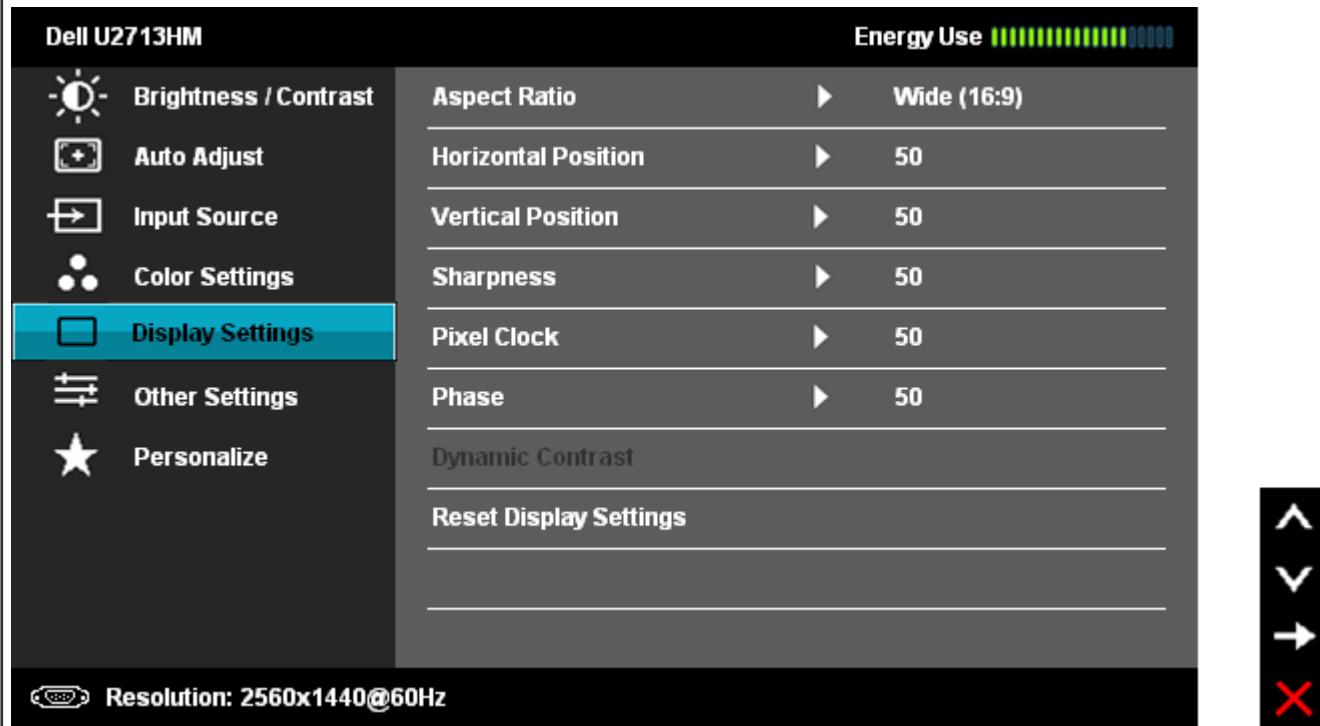 Dell U2713HM Energy Use
Brightness / Contrast Aspect Ratio Wide (16:9)
Auto Adjust Horizontal Position 50
Input Source Vertical Position 50
Color Settings Sharpness 50
Display Settings Pixel Clock 50
Other Settings Phase 50
Personalize Dynamic Contrast
Reset Display Settings
Resolution: 2560x1440@60Hz